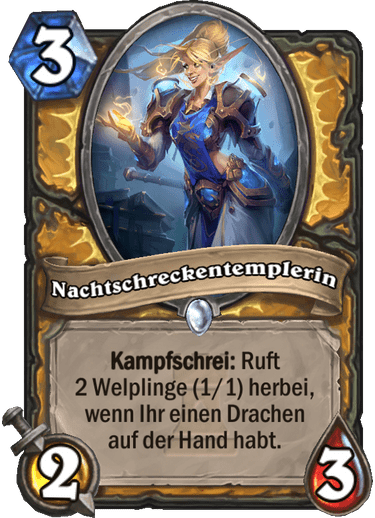 3
Nachtschreckentemplerin
Kampfschrei: Ruft
2 Welplinge (1/1) herbei,
wenn Ihr einen Drachen
auf der Hand habt.
2
3